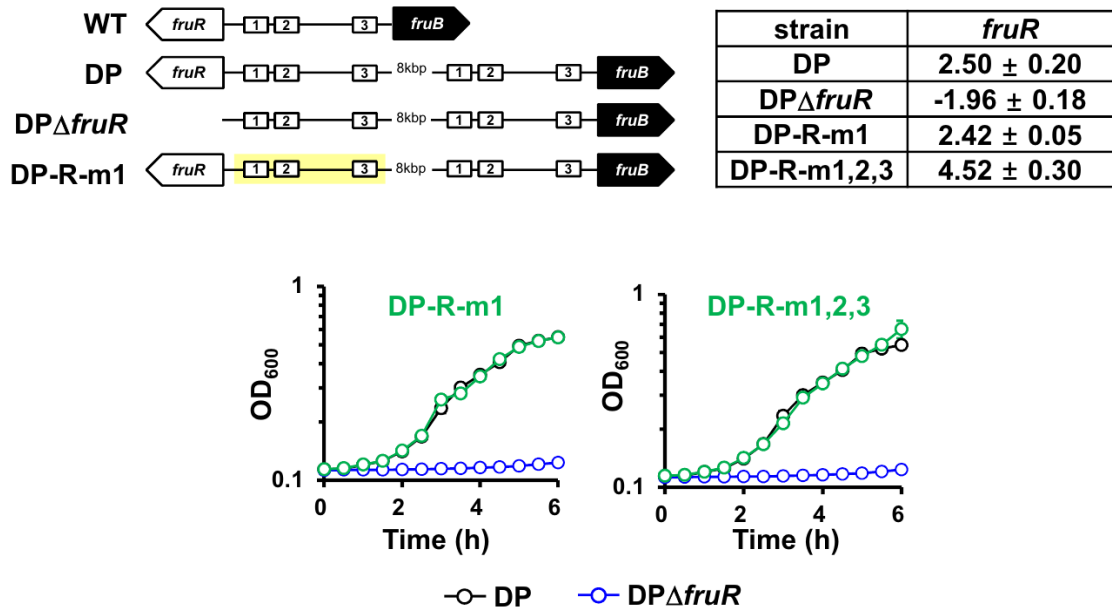 WT fruR 1 2 3 fruB
DP fruR 1 2 3 8kbp 1 2 3 fruB
DPΔfruR 1 2 3 8kbp 1 2 3 fruB
DP-R-m1 fruR 1 2 3 8kbp 1 2 3 fruB
strain fruR
DP 2.50 ± 0.20
DPΔfruR -1.96 ± 0.18
DP-R-m1 2.42 ± 0.05
DP-R-m1,2,3 4.52 ± 0.30
DP-R-m1
1
0.1
OD600
0 2 4 6
Time (h)
DP-R-m1,2,3
1
0.1
OD600
0 2 4 6
Time (h)
DP DPΔfruR